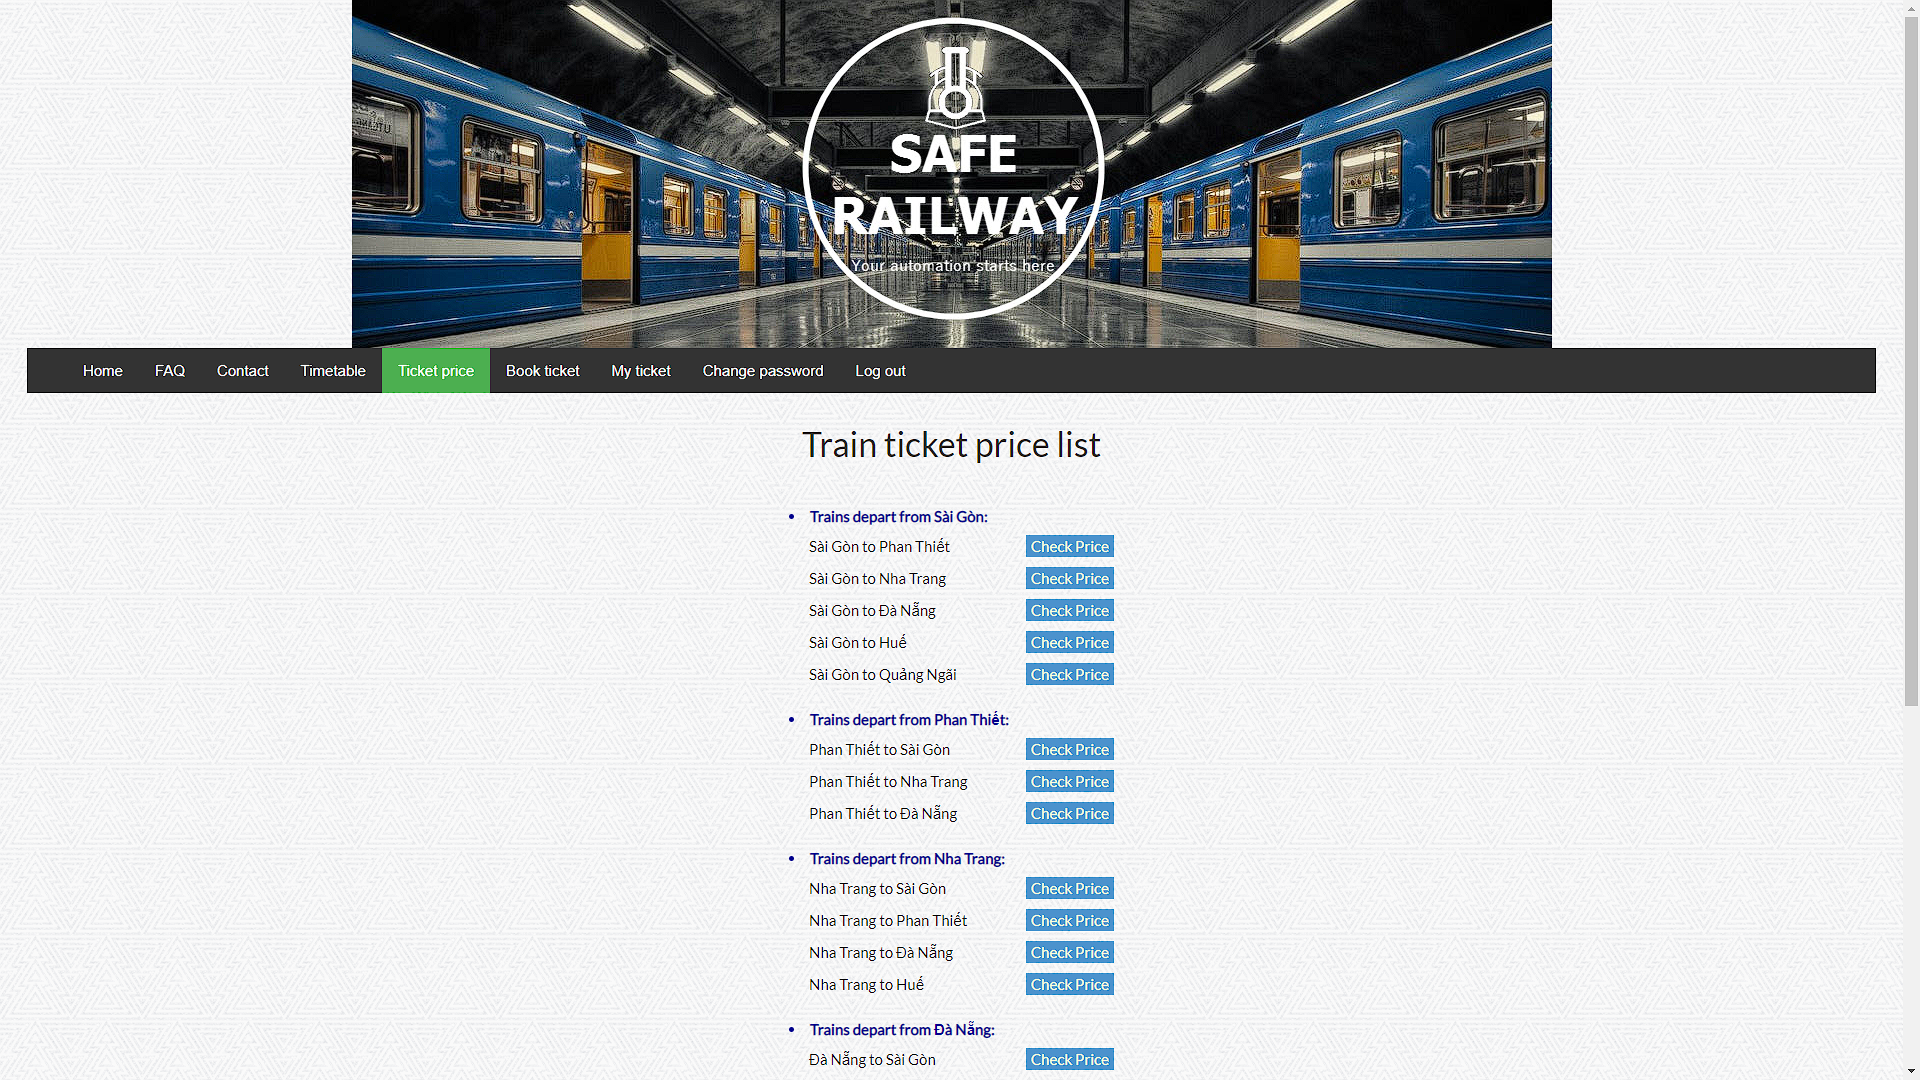 SAFE
RAILWAY
Your automation starts here
Home FAQ Contact Timetable Ticket price Book ticket My ticket Change password Log out
Train ticket price list
• Trains depart from Sài Gòn:
Sài Gòn to Phan Thiết Check Price
Sài Gòn to Nha Trang Check Price
Sài Gòn to Đà Nẵng Check Price
Sài Gòn to Huế Check Price
Sài Gòn to Quảng Ngãi Check Price
• Trains depart from Phan Thiết:
Phan Thiết to Sài Gòn Check Price
Phan Thiết to Nha Trang Check Price
Phan Thiết to Đà Nẵng Check Price
• Trains depart from Nha Trang:
Nha Trang to Sài Gòn Check Price
Nha Trang to Phan Thiết Check Price
Nha Trang to Đà Nẵng Check Price
Nha Trang to Huế Check Price
• Trains depart from Đà Nẵng:
Đà Nẵng to Sài Gòn Check Price